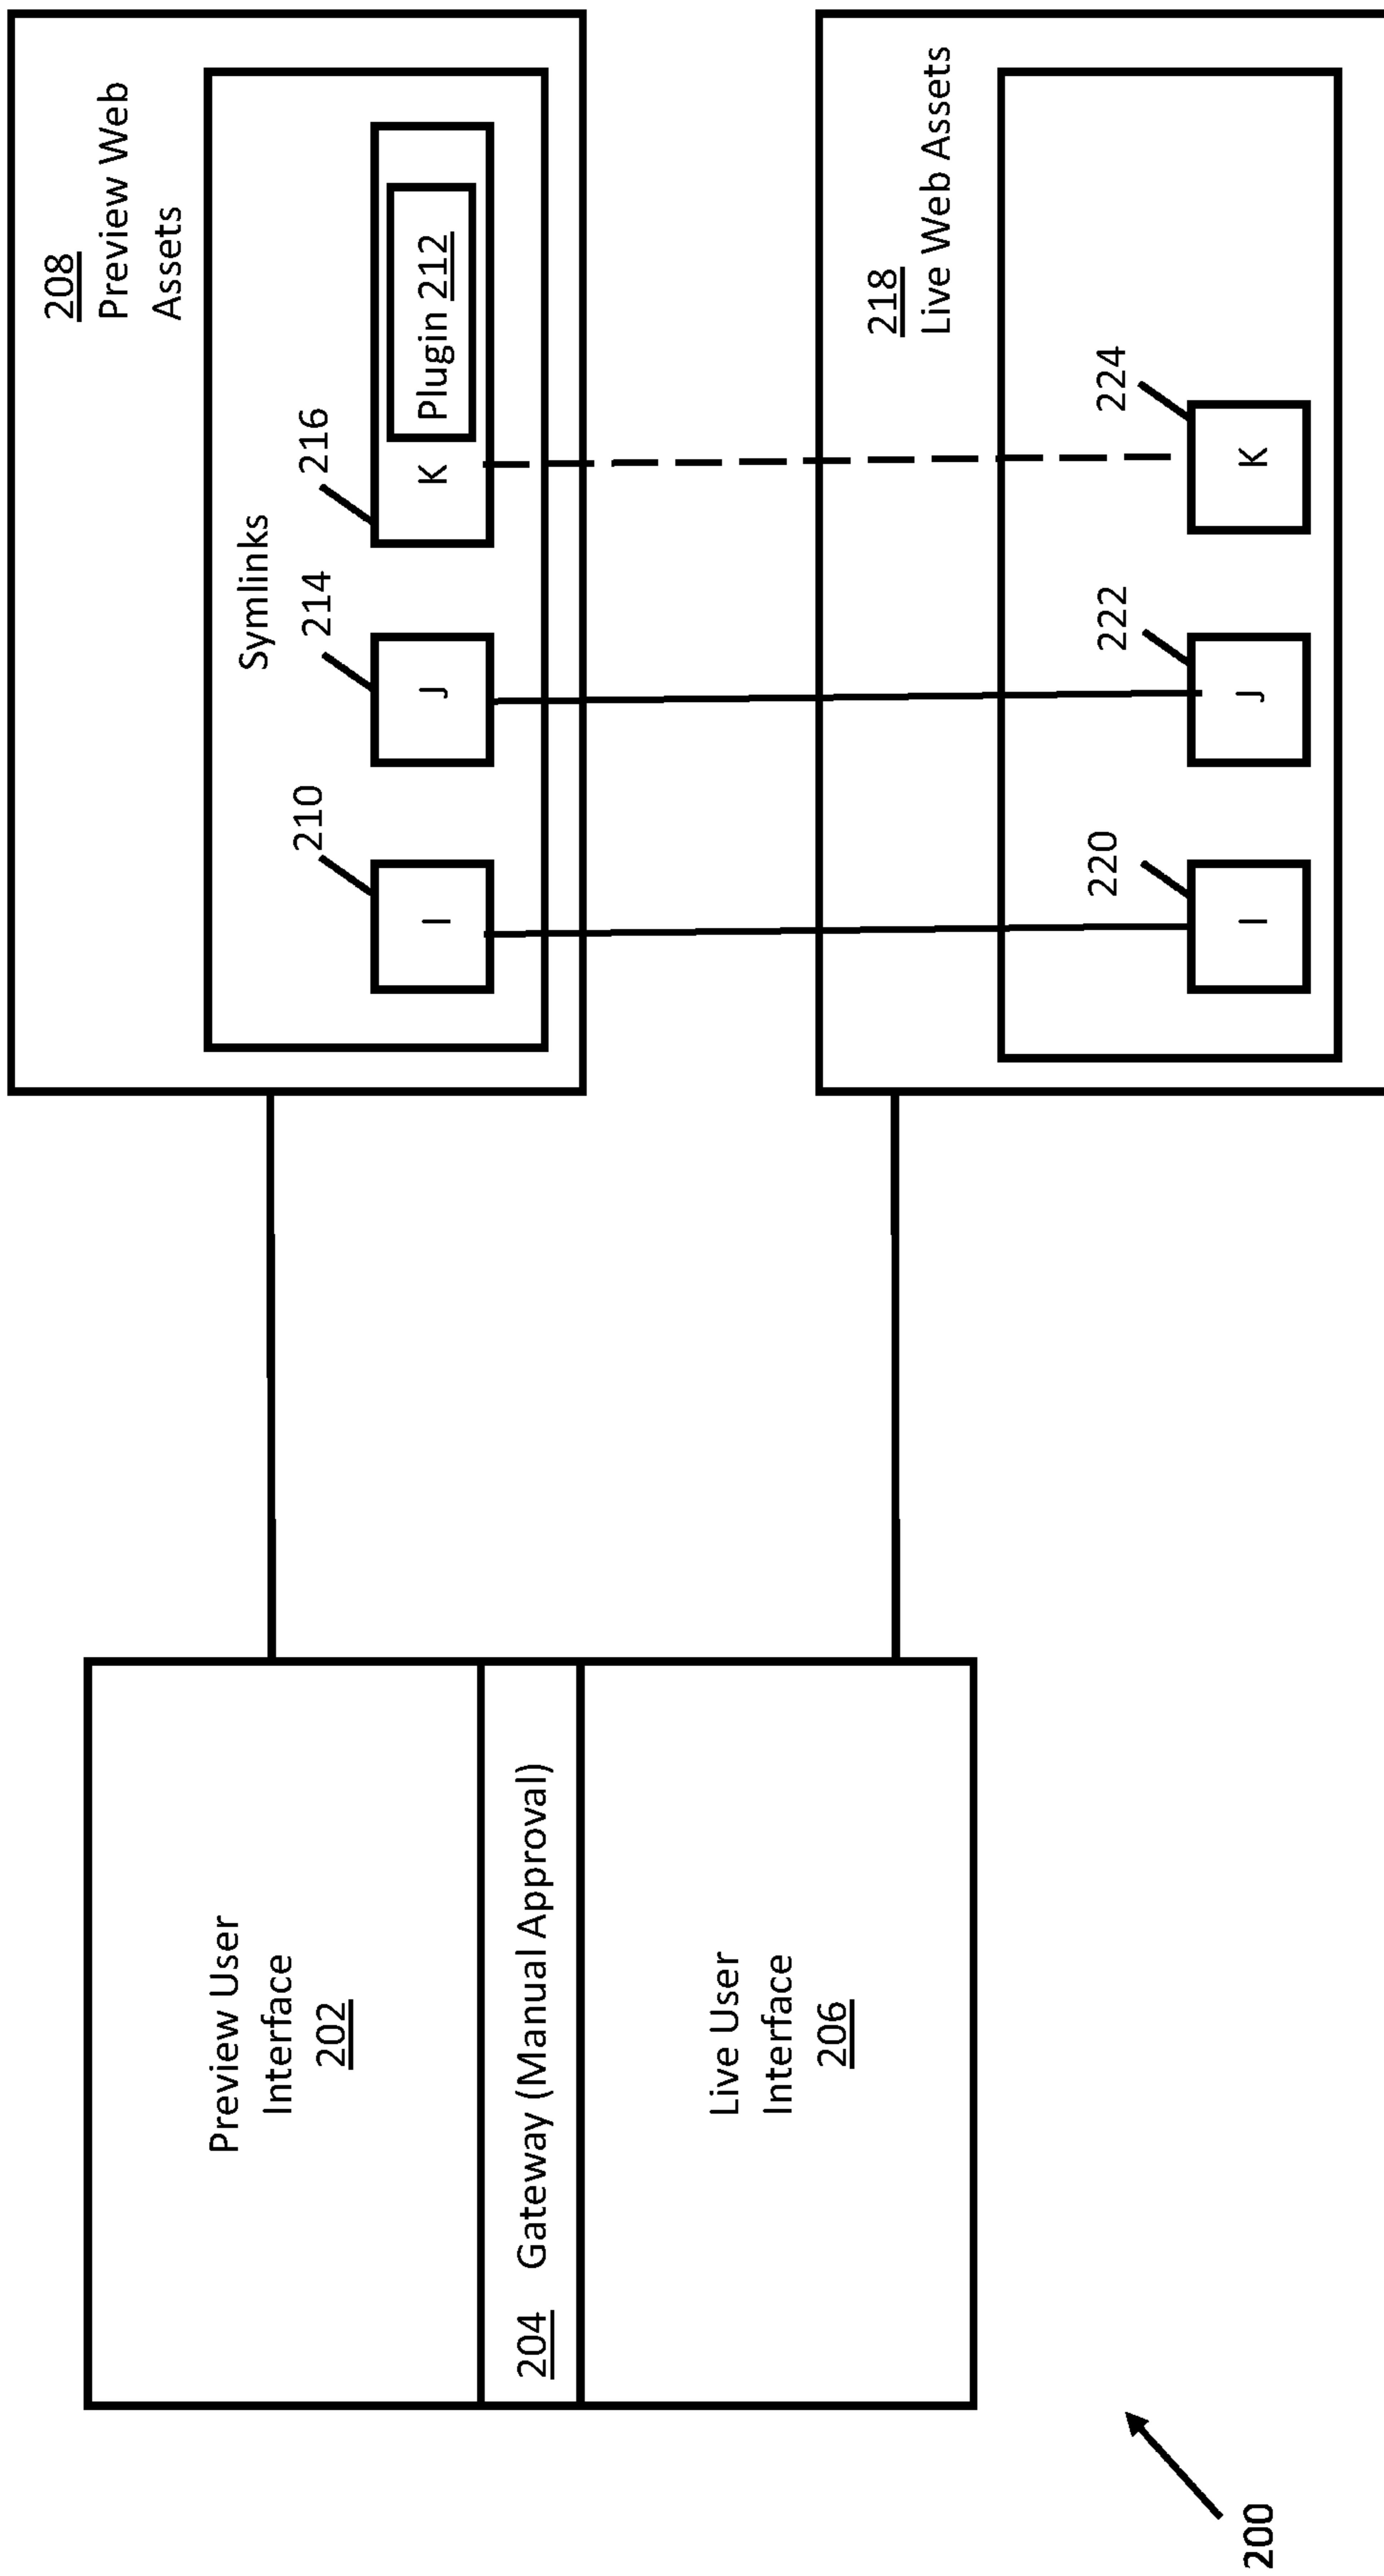 Preview User
Interface
202
204 Gateway (Manual Approval)
Live User
Interface
206
200
208
Preview Web
Assets
Symlinks
210
214
216
I
J
K
Plugin 212
218
Live Web Assets
220
222
224
I
J
K